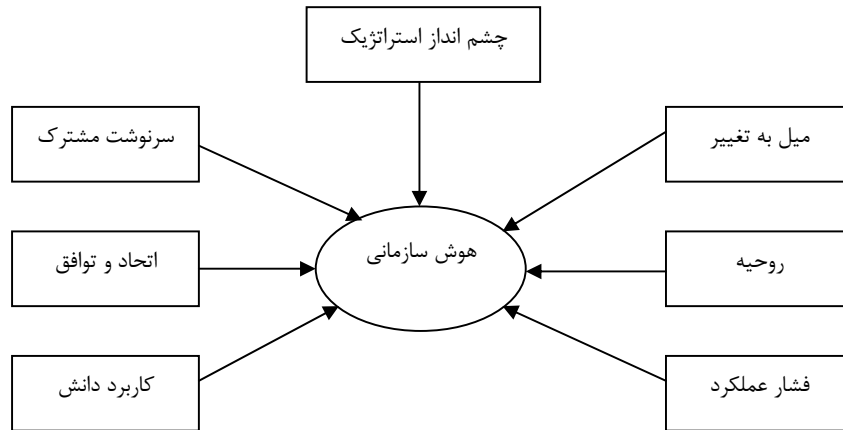 چشم انداز استراتژیک
میل به تغییر
سرنوشت مشترک
هوش سازمانی
روحیه
اتحاد و توافق
فشار عملکرد
کاربرد دانش